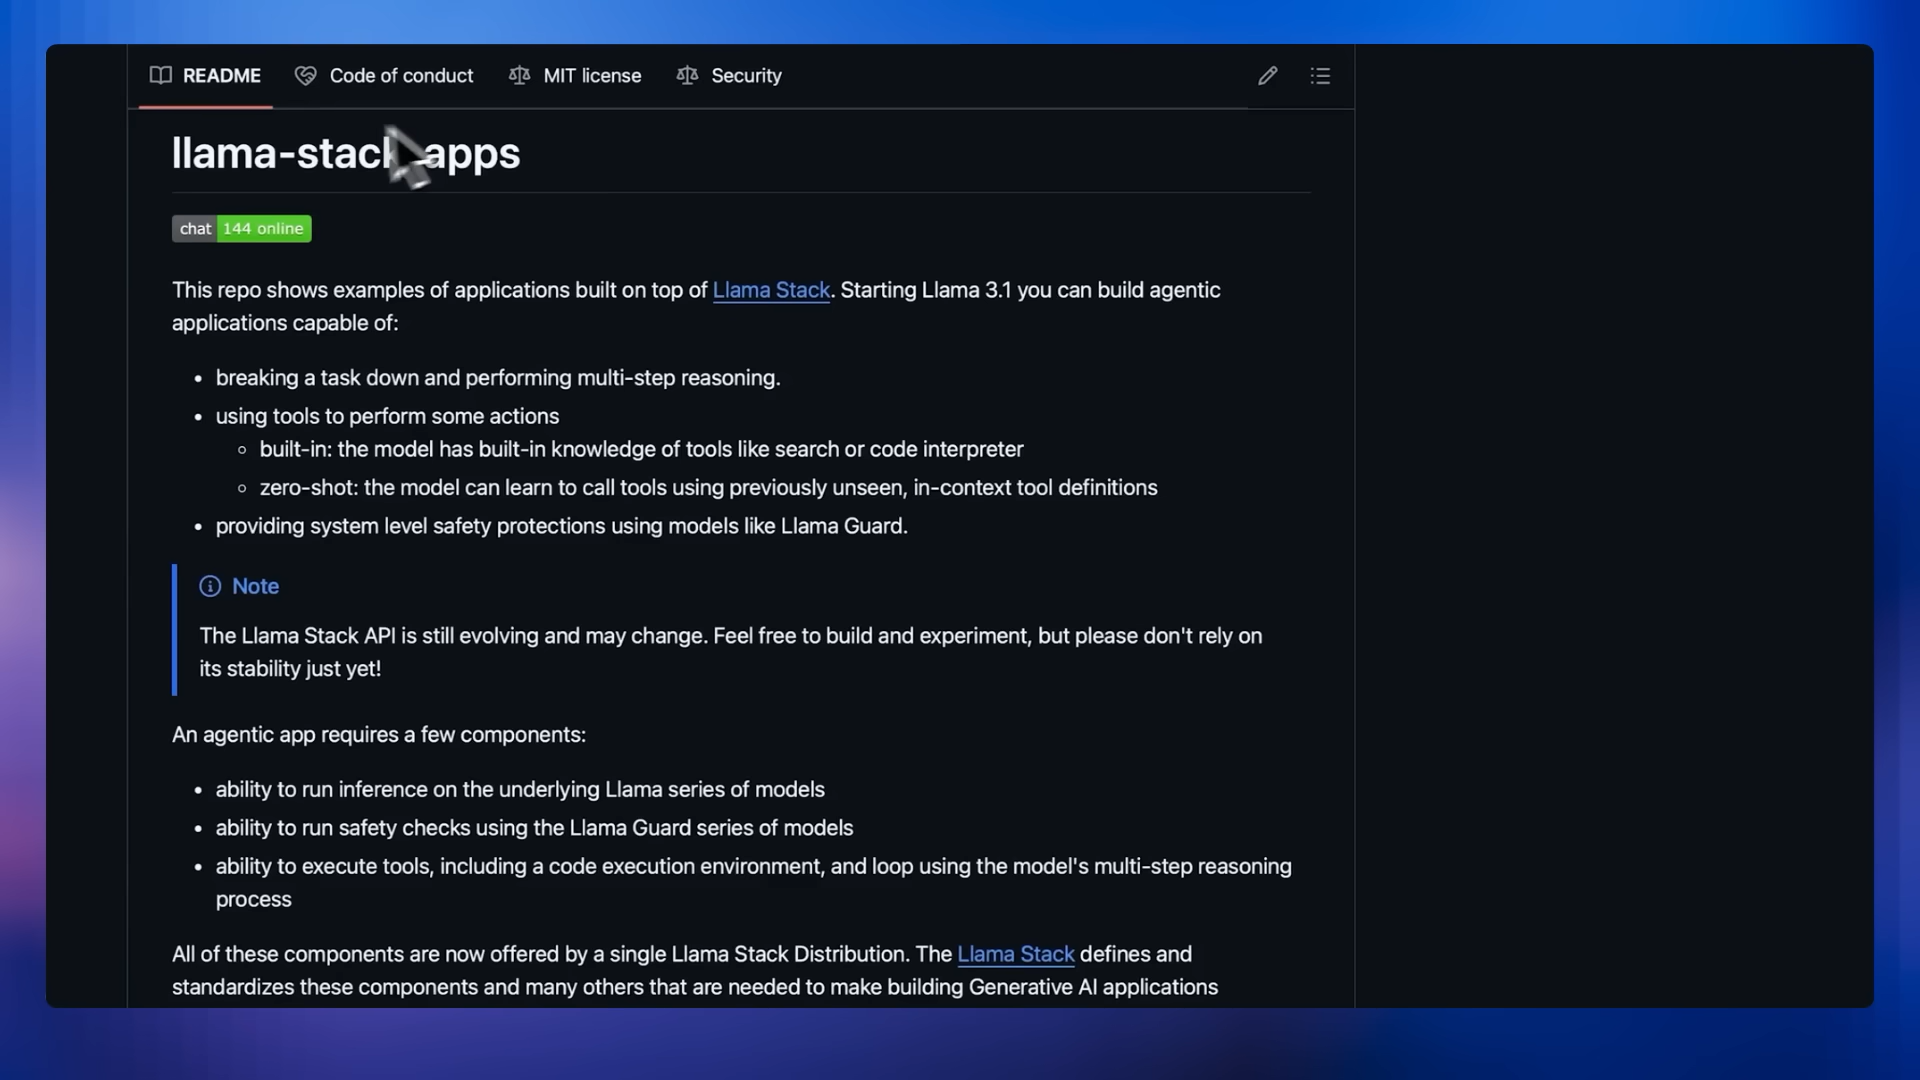 README
Code of conduct
MIT license
Security
llama-stack-apps
chat 144 online
This repo shows examples of applications built on top of Llama Stack. Starting Llama 3.1 you can build agentic
applications capable of:
• breaking a task down and performing multi-step reasoning.
• using tools to perform some actions
◦ built-in: the model has built-in knowledge of tools like search or code interpreter
◦ zero-shot: the model can learn to call tools using previously unseen, in-context tool definitions
• providing system level safety protections using models like Llama Guard.
Note
The Llama Stack API is still evolving and may change. Feel free to build and experiment, but please don't rely on
its stability just yet!
An agentic app requires a few components:
• ability to run inference on the underlying Llama series of models
• ability to run safety checks using the Llama Guard series of models
• ability to execute tools, including a code execution environment, and loop using the model's multi-step reasoning
process
All of these components are now offered by a single Llama Stack Distribution. The Llama Stack defines and
standardizes these components and many others that are needed to make building Generative AI applications